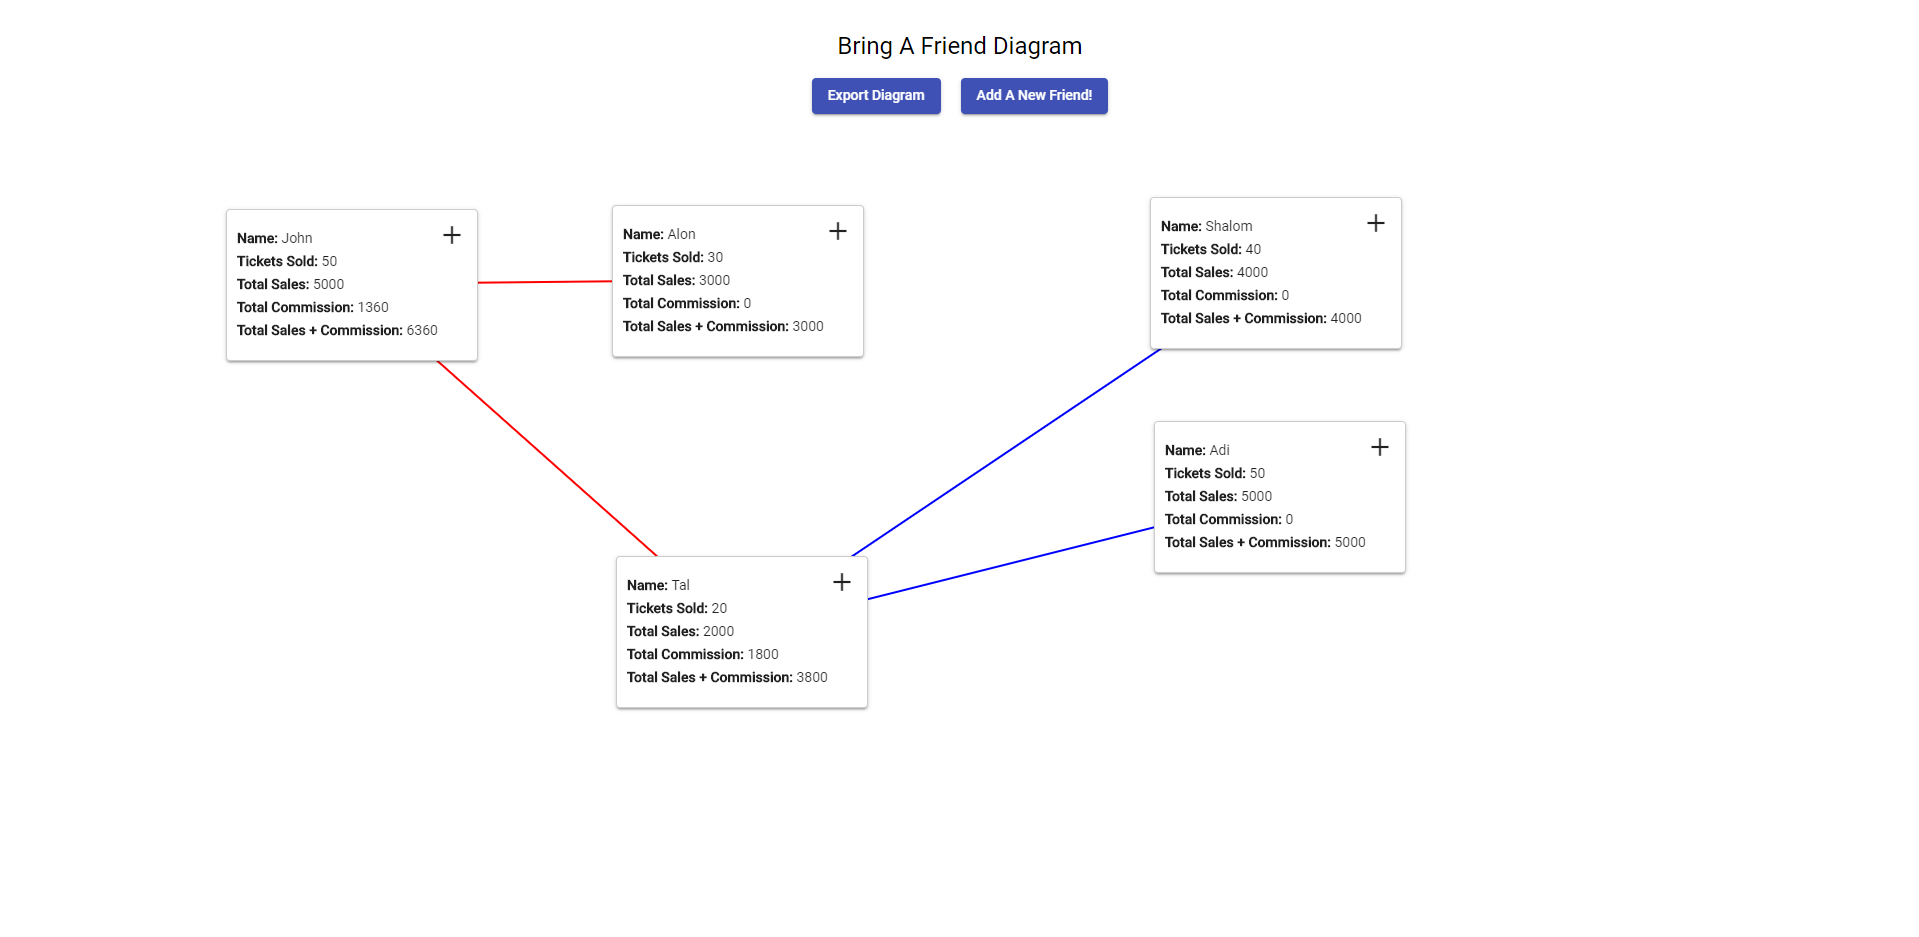 Bring A Friend Diagram
Export Diagram
Add A New Friend!
Name: John
Tickets Sold: 50
Total Sales: 5000
Total Commission: 1360
Total Sales + Commission: 6360
Name: Alon
Tickets Sold: 30
Total Sales: 3000
Total Commission: 0
Total Sales + Commission: 3000
Name: Shalom
Tickets Sold: 40
Total Sales: 4000
Total Commission: 0
Total Sales + Commission: 4000
Name: Adi
Tickets Sold: 50
Total Sales: 5000
Total Commission: 0
Total Sales + Commission: 5000
Name: Tal
Tickets Sold: 20
Total Sales: 2000
Total Commission: 1800
Total Sales + Commission: 3800